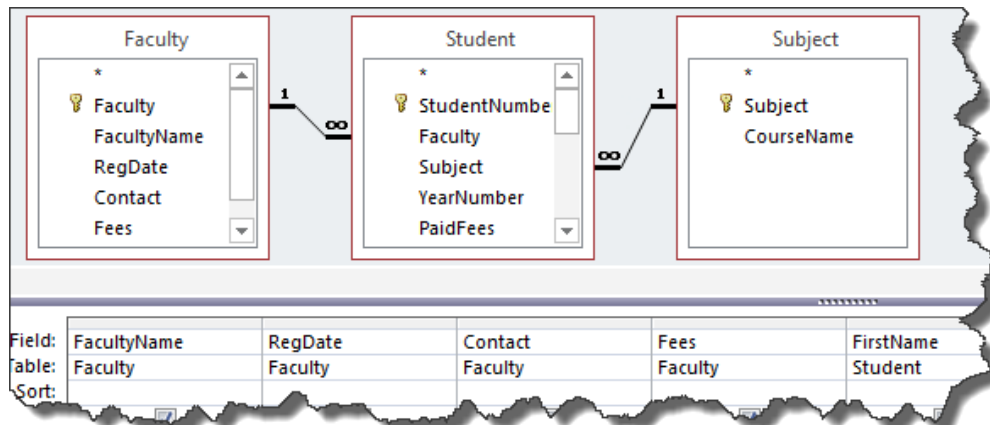 Faculty
*
Faculty
FacultyName
RegDate
Contact
Fees
1
∞
Student
*
StudentNumbe
Faculty
Subject
YearNumber
PaidFees
∞
1
Subject
*
Subject
CourseName
Field: FacultyName RegDate Contact Fees FirstName
Table: Faculty Faculty Faculty Faculty Student
Sort: